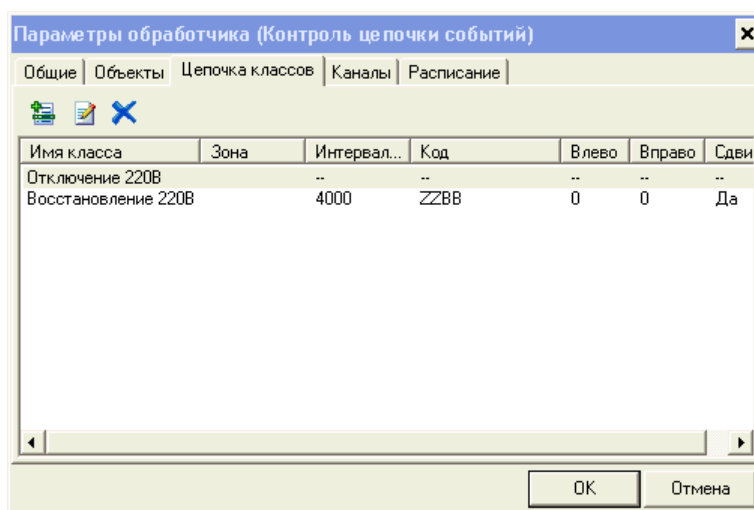 Параметры обработчика (Контроль цепочки событий)
Общие Объекты Цепочка классов Каналы Расписание
Имя класса Зона Интервал... Код Влево Вправо Сдви
Отключение 220В -- -- -- -- --
Восстановление 220В 4000 ZZBB 0 0 Да
OK Отмена